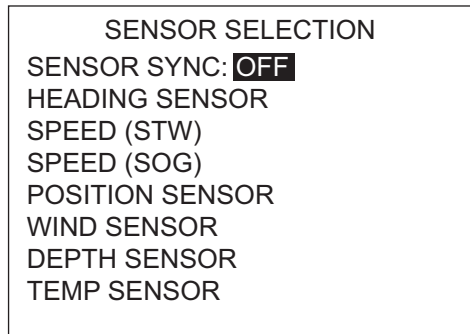 SENSOR SELECTION
SENSOR SYNC: OFF
HEADING SENSOR
SPEED (STW)
SPEED (SOG)
POSITION SENSOR
WIND SENSOR
DEPTH SENSOR
TEMP SENSOR